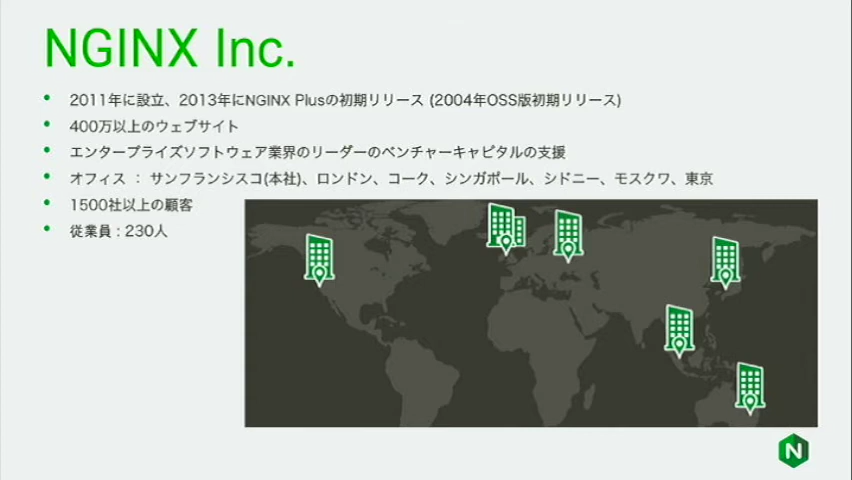 NGINX Inc.
• 2011年に設立、2013年にNGINX Plusの初期リリース (2004年OSS版初期リリース)
• 400万以上のウェブサイト
• エンタープライズソフトウェア業界のリーダーのベンチャーキャピタルの支援
• オフィス ： サンフランシスコ(本社)、ロンドン、コーク、シンガポール、シドニー、モスクワ、東京
• 1500社以上の顧客
• 従業員 : 230人
N